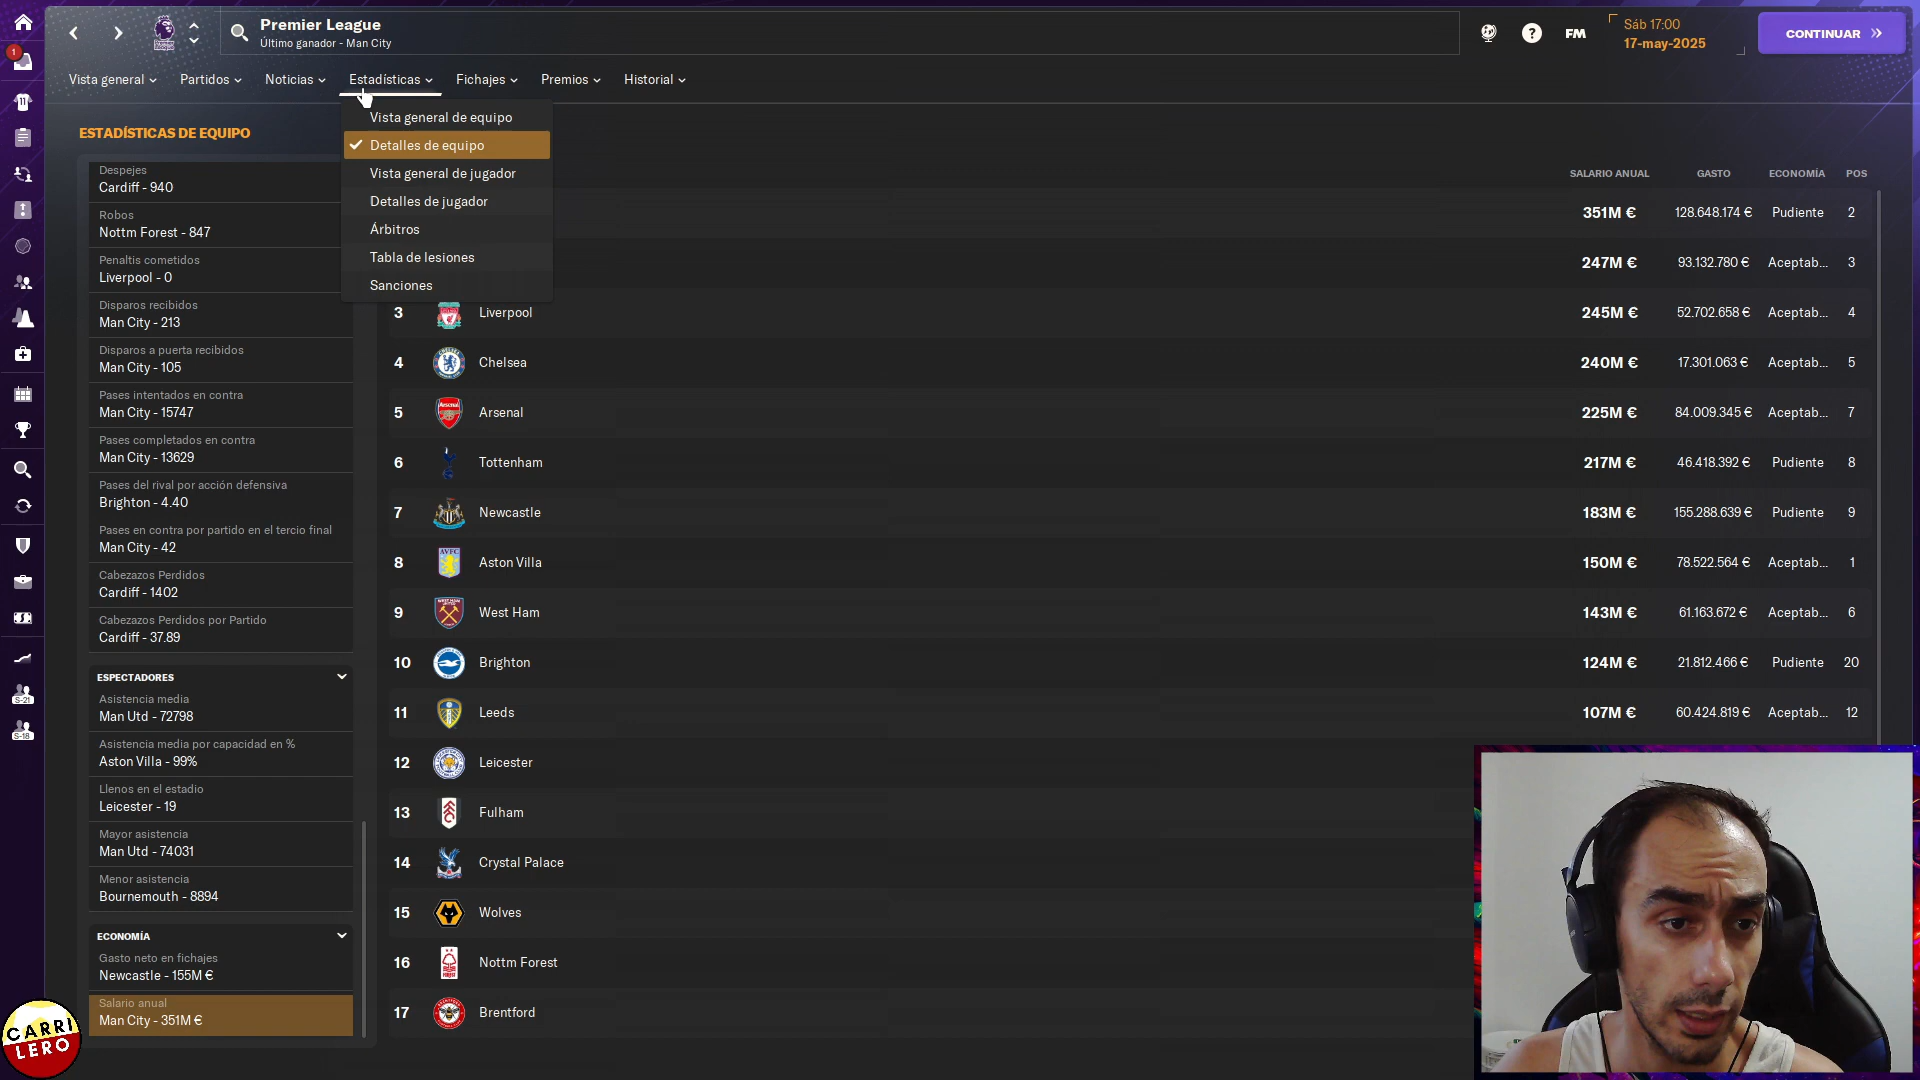 Premier League
Último ganador - Man City
FM
Sáb 17:00
17-may-2025
CONTINUAR
1
Vista general
Partidos
Noticias
Estadísticas
Fichajes
Premios
Historial
Vista general de equipo
Detalles de equipo
Vista general de jugador
Detalles de jugador
Árbitros
Tabla de lesiones
Sanciones
ESTADÍSTICAS DE EQUIPO
Despejes
Cardiff - 940
Robos
Nottm Forest - 847
Penaltis cometidos
Liverpool - 0
Disparos recibidos
Man City - 213
Disparos a puerta recibidos
Man City - 105
Pases intentados en contra
Man City - 15747
Pases completados en contra
Man City - 13629
Pases del rival por acción defensiva
Brighton - 4.40
Pases en contra por partido en el tercio final
Man City - 42
Cabezazos Perdidos
Cardiff - 1402
Cabezazos Perdidos por Partido
Cardiff - 37.89
ESPECTADORES
Asistencia media
Man Utd - 72798
Asistencia media por capacidad en %
Aston Villa - 99%
Llenos en el estadio
Leicester - 19
Mayor asistencia
Man Utd - 74031
Menor asistencia
Bournemouth - 8894
ECONOMÍA
Gasto neto en fichajes
Newcastle - 155M €
Salario anual
Man City - 351M €
SALARIO ANUAL GASTO ECONOMÍA POS
351M € 128.648.174 € Pudiente 2
247M € 93.132.780 € Aceptab... 3
3 Liverpool 245M € 52.702.658 € Aceptab... 4
4 Chelsea 240M € 17.301.063 € Aceptab... 5
5 Arsenal 225M € 84.009.345 € Aceptab... 7
6 Tottenham 217M € 46.418.392 € Pudiente 8
7 Newcastle 183M € 155.288.639 € Pudiente 9
8 Aston Villa 150M € 78.522.564 € Aceptab... 1
9 West Ham 143M € 61.163.672 € Aceptab... 6
10 Brighton 124M € 21.812.466 € Pudiente 20
11 Leeds 107M € 60.424.819 € Aceptab... 12
12 Leicester
13 Fulham
14 Crystal Palace
15 Wolves
16 Nottm Forest
17 Brentford
S-21
S-18
CARRI
LERO